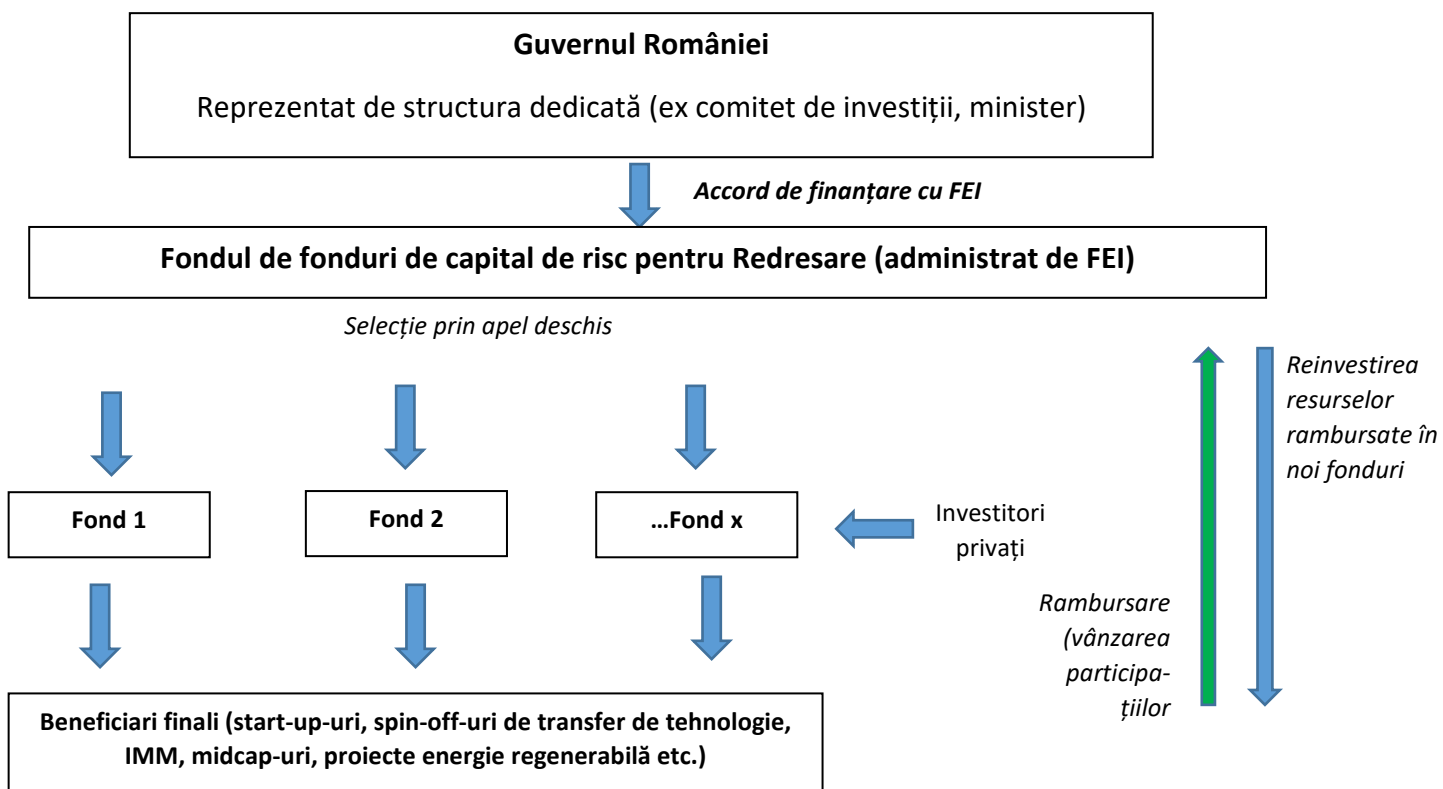 Guvernul României
Reprezentat de structura dedicată (ex comitet de investiții, minister)
Accord de finanțare cu FEI
Fondul de fonduri de capital de risc pentru Redresare (administrat de FEI)
Selecție prin apel deschis
Reinvestirea
resurselor
rambursate în
noi fonduri
Fond 1
Fond 2
...Fond x
Investitori
privați
Rambursare
(vânzarea
participa-
țiilor
Beneficiari finali (start-up-uri, spin-off-uri de transfer de tehnologie,
IMM, midcap-uri, proiecte energie regenerabilă etc.)